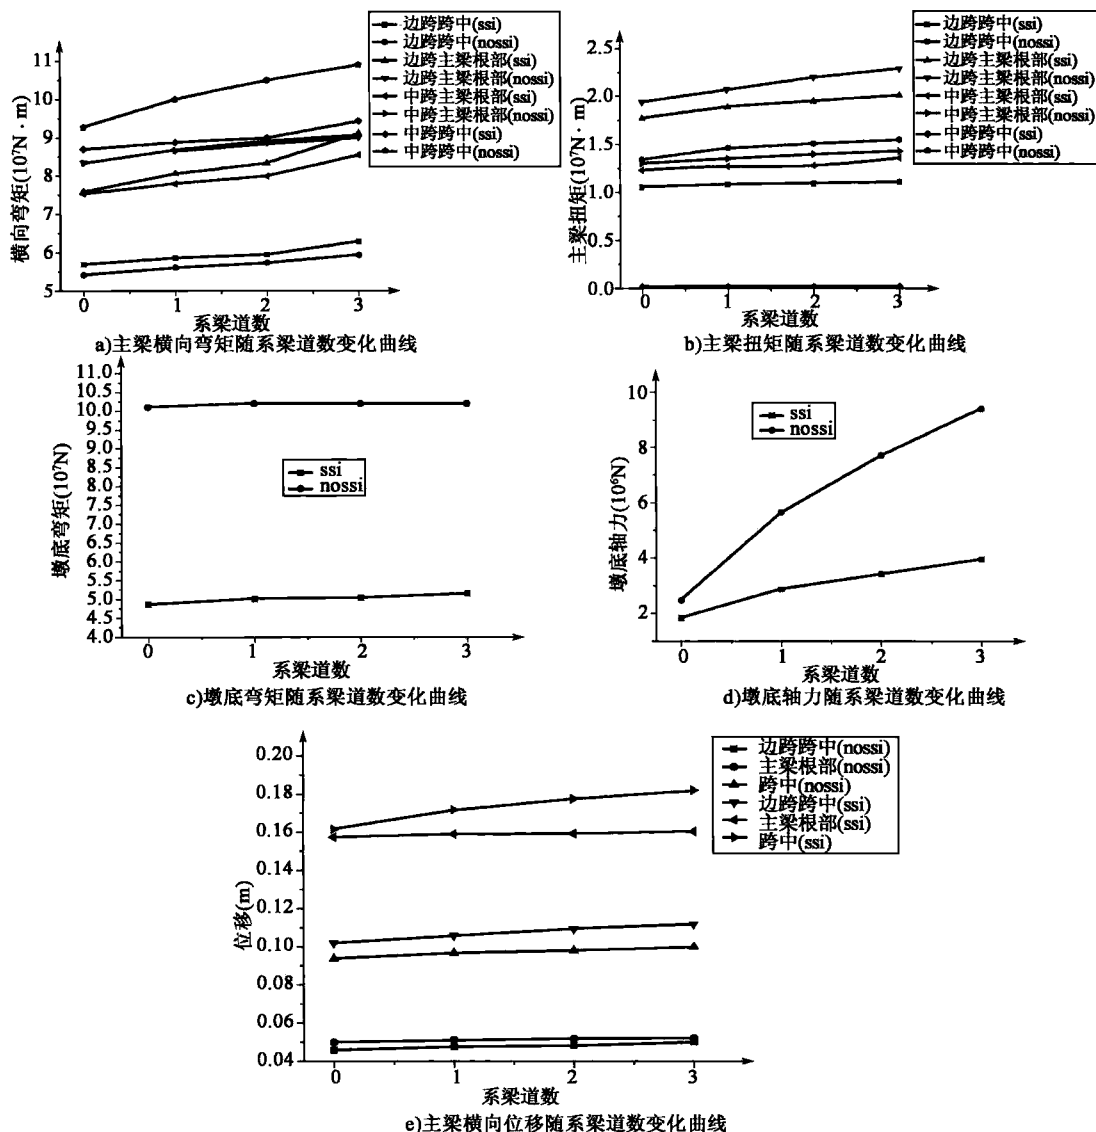 边跨跨中(ssi)
边跨跨中(nossi)
边跨主梁根部(ssi)
边跨主梁根部(nossi)
中跨主梁根部(ssi)
中跨主梁根部(nossi)
中跨跨中(ssi)
中跨跨中(nossi)
横向弯矩(10⁷N · m)
11
10
9
8
7
6
5
0 1 2 3
系梁道数
a)主梁横向弯矩随系梁道数变化曲线
边跨跨中(ssi)
边跨跨中(nossi)
边跨主梁根部(ssi)
边跨主梁根部(nossi)
中跨主梁根部(ssi)
中跨主梁根部(nossi)
中跨跨中(ssi)
中跨跨中(nossi)
主梁扭矩(10⁷N · m)
2.5
2.0
1.5
1.0
0.5
0.0
0 1 2 3
系梁道数
b)主梁扭矩随系梁道数变化曲线
墩底弯矩(10⁷N)
11.0
10.5
10.0
9.5
9.0
8.5
8.0
7.5
7.0
6.5
6.0
5.5
5.0
4.5
4.0
ssi
nossi
0 1 2 3
系梁道数
c)墩底弯矩随系梁道数变化曲线
墩底轴力(10⁶N)
10
8
6
4
2
ssi
nossi
0 1 2 3
系梁道数
d)墩底轴力随系梁道数变化曲线
位移(m)
0.20
0.18
0.16
0.14
0.12
0.10
0.08
0.06
0.04
边跨跨中(nossi)
主梁根部(nossi)
跨中(nossi)
边跨跨中(ssi)
主梁根部(ssi)
跨中(ssi)
0 1 2 3
系梁道数
e)主梁横向位移随系梁道数变化曲线